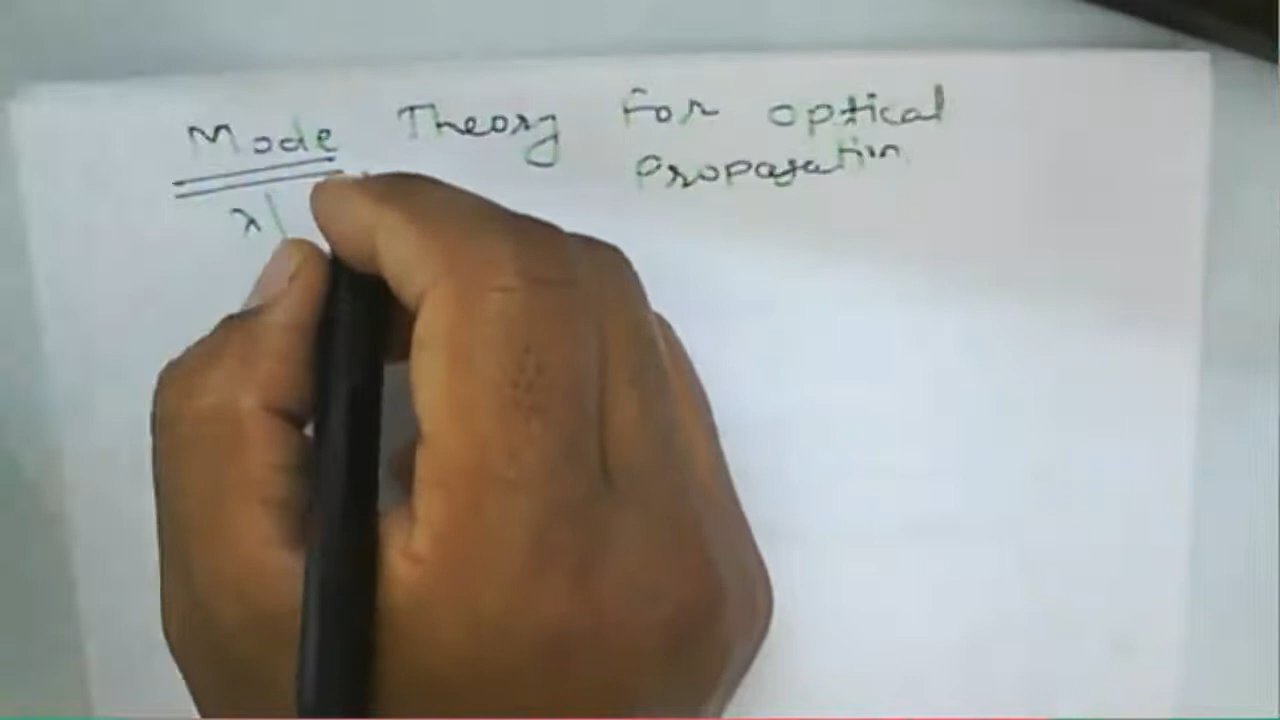 Mode Theory For optical
Propagation
λ